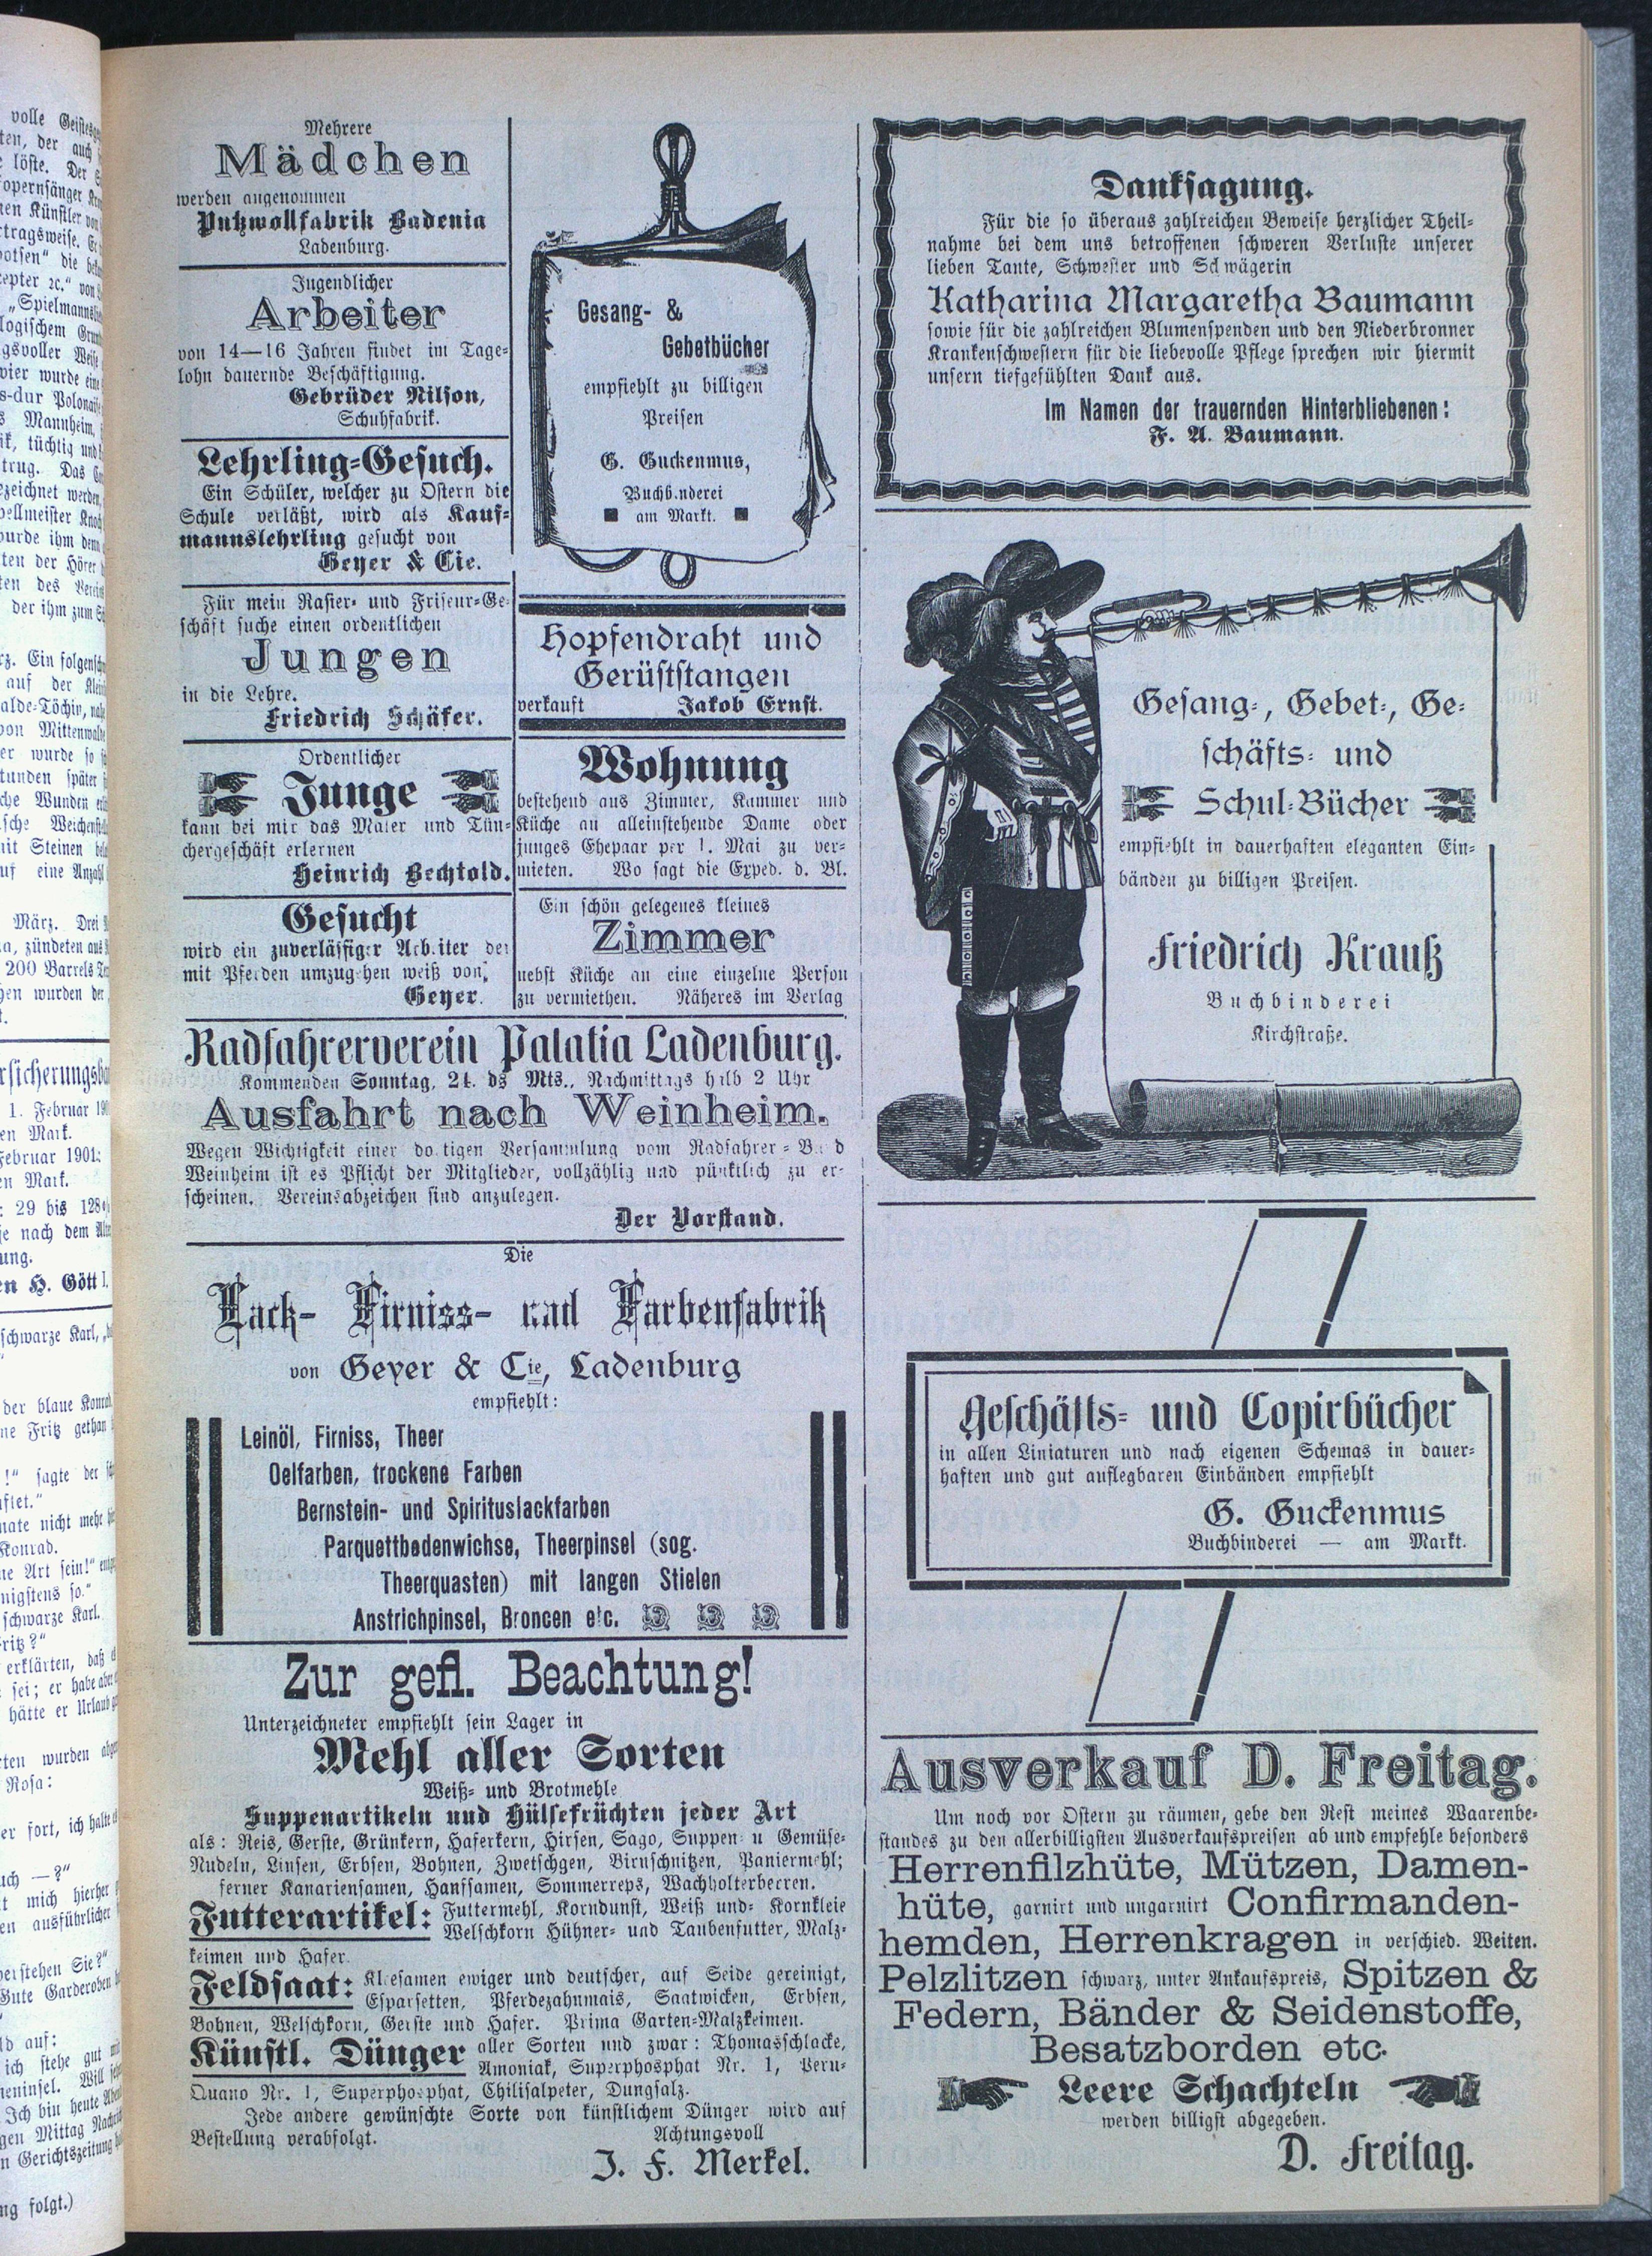 Mehrere
Mädchen
werden angenommen
Putzwollfabrik Badenia
Ladenburg.
Jugendlicher
Arbeiter
von 14—16 Jahren findet im Tage-
lohn dauernde Beschäftigung.
Gebrüder Nilson,
Schuhfabrik.
Lehrling-Gesuch.
Ein Schüler, welcher zu Ostern die
Schule verläßt, wird als Kauf-
mannslehrling gesucht von
Geyer & Cie.
Für mein Rasier- und Friseur-Ge-
schäft suche einen ordentlichen
Jungen
in die Lehre.
Friedrich Schäfer.
Ordentlicher
Junge
kann bei mir das Maler und Tün-
chergeschäft erlernen
Heinrich Bechtold.
Gesucht
wird ein zuverlässiger Arb.iter der
mit Pferden umzugehen weiß von
Geyer.
Gesang- &
Gebetbücher
empfiehlt zu billigen
Preisen
G. Guckenmus,
Buchb.nderei
am Markt.
Hopfendraht und
Gerüststangen
verkauft Jakob Ernst.
Wohnung
bestehend aus Zimmer, Kammer und
Küche an alleinstehende Dame oder
junges Ehepaar per 1. Mai zu ver-
mieten. Wo sagt die Exped. d. Bl.
Ein schön gelegenes kleines
Zimmer
nebst Küche an eine einzelne Person
zu vermiethen. Näheres im Verlag
Radfahrerverein Palatia Ladenburg.
Kommenden Sonntag, 24. ds Mts., Nachmittags halb 2 Uhr
Ausfahrt nach Weinheim.
Wegen Wichtigkeit einer do.tigen Versammlung vom Radfahrer-
Weinheim ist es Pflicht der Mitglieder, vollzählig und pünktlich zu er-
scheinen. Vereinsabzeichen sind anzulegen.
Der Vorstand.
Die
Lack- Firniss- und Farbenfabrik
von Geyer & Cie, Ladenburg
empfiehlt:
Leinöl, Firniss, Theer
Oelfarben, trockene Farben
Bernstein- und Spirituslackfarben
Parquettbodenwichse, Theerpinsel (sog.
Theerquasten) mit langen Stielen
Anstrichpinsel, Broncen etc.
Zur gefl. Beachtung!
Unterzeichneter empfiehlt sein Lager in
Mehl aller Sorten
Weiß- und Brotmehle
Suppenartikeln und Hülsefrüchten jeder Art
als: Reis, Gerste, Grünkern, Haferkern, Hirsen, Sago, Suppen- u Gemüse-
Nudeln, Linsen, Erbsen, Bohnen, Zwetschgen, Birnschnitzen, Paniermehl;
ferner Kanariensamen, Hanfsamen, Sommerreps, Wachholterbeeren.
Futterartikel: Futtermehl, Korndunst, Weiß und- Kornkleie
Welschkorn Hühner- und Taubenfutter, Malz-
keimen und Hafer.
Feldsaat: Kleesamen ewiger und deutscher, auf Seide gereinigt,
Esparsetten, Pferdezahnmais, Saatwicken, Erbsen,
Bohnen, Welschkorn, Gerste und Hafer. Prima Garten-Malzkeimen.
Künstl. Dünger aller Sorten und zwar: Thomasschlacke,
Amoniak, Superphosphat Nr. 1, Peru-
Quano Nr. 1, Superphosphat, Chilisalpeter, Dungsalz.
Jede andere gewünschte Sorte von künstlichem Dünger wird auf
Bestellung verabfolgt. Achtungsvoll
J. F. Merkel.
Danksagung.
Für die so überaus zahlreichen Beweise herzlicher Theil-
nahme bei dem uns betroffenen schweren Verluste unserer
lieben Tante, Schwester und Schwägerin
Katharina Margaretha Baumann
sowie für die zahlreichen Blumenspenden und den Niederbronner
Krankenschwestern für die liebevolle Pflege sprechen wir hiermit
unsern tiefgefühlten Dank aus.
Im Namen der trauernden Hinterbliebenen:
F. A. Baumann.
Gesang-, Gebet-, Ge-
schäfts- und
Schul-Bücher
empfiehlt in dauerhaften eleganten Ein-
bänden zu billigen Preisen.
Friedrich Krauß
Buchbinderei
Kirchstraße.
Geschäfts- und Copirbücher
in allen Liniaturen und nach eigenen Schemas in dauer-
haften und gut auflegbaren Einbänden empfiehlt
G. Guckenmus
Buchbinderei — am Markt.
Ausverkauf D. Freitag.
Um noch vor Ostern zu räumen, gebe den Rest meines Waarenbe-
standes zu den allerbilligsten Ausverkaufspreisen ab und empfehle besonders
Herrenfilzhüte, Mützen, Damen-
hüte, garnirt und ungarnirt Confirmanden-
hemden, Herrenkragen in verschied. Weiten.
Pelzlitzen schwarz, unter Ankaufspreis, Spitzen &
Federn, Bänder & Seidenstoffe,
Besatzborden etc.
Leere Schachteln
werden billigst abgegeben.
D. Freitag.